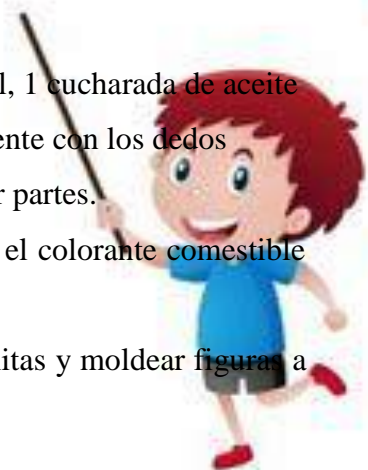 l, 1 cucharada de aceite
ente con los dedos
r partes.
el colorante comestible
itas y moldear figuras a